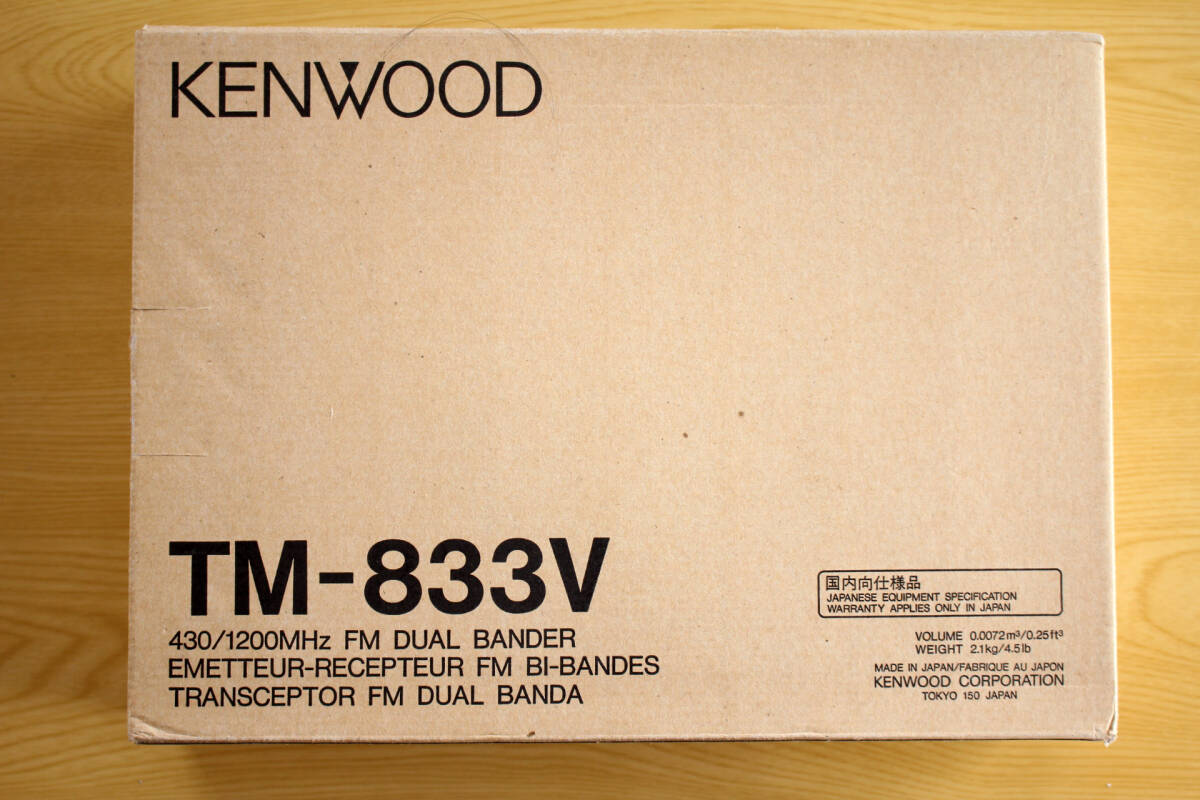 KENWOOD
TM-833V
430/1200MHz FM DUAL BANDER
EMETTEUR-RECEPTEUR FM BI-BANDES
TRANSCEPTOR FM DUAL BANDA
国内向仕様品
JAPANESE EQUIPMENT SPECIFICATION
WARRANTY APPLIES ONLY IN JAPAN
VOLUME 0.0072m³/0.25ft³
WEIGHT 2.1kg/4.5lb
MADE IN JAPAN/FABRIQUE AU JAPON
KENWOOD CORPORATION
TOKYO 150 JAPAN